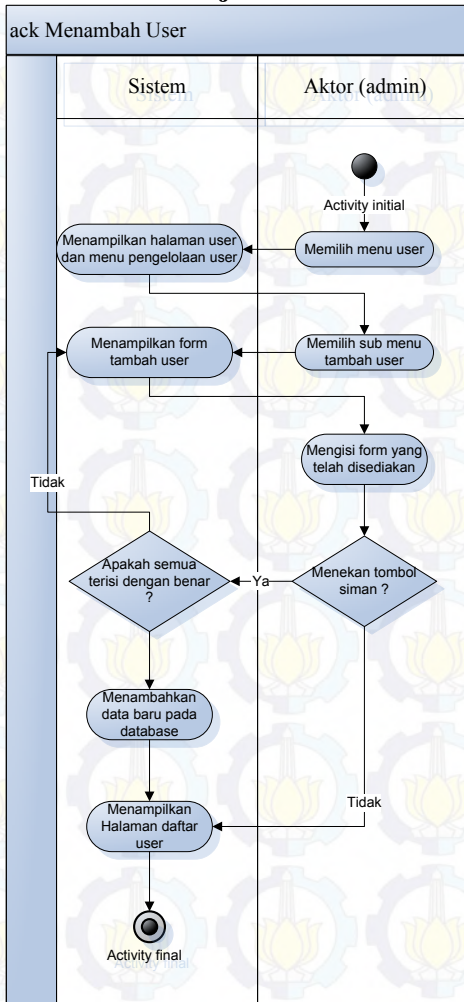 ack Menambah User
Sistem
Aktor (admin)
Activity initial
Memilih menu user
Menampilkan halaman user
dan menu pengelolaan user
Memilih sub menu
tambah user
Menampilkan form
tambah user
Mengisi form yang
telah disediakan
Tidak
Menekan tombol
siman ?
Ya
Apakah semua
terisi dengan benar
?
Menambahkan
data baru pada
database
Tidak
Menampilkan
Halaman daftar
user
Activity final